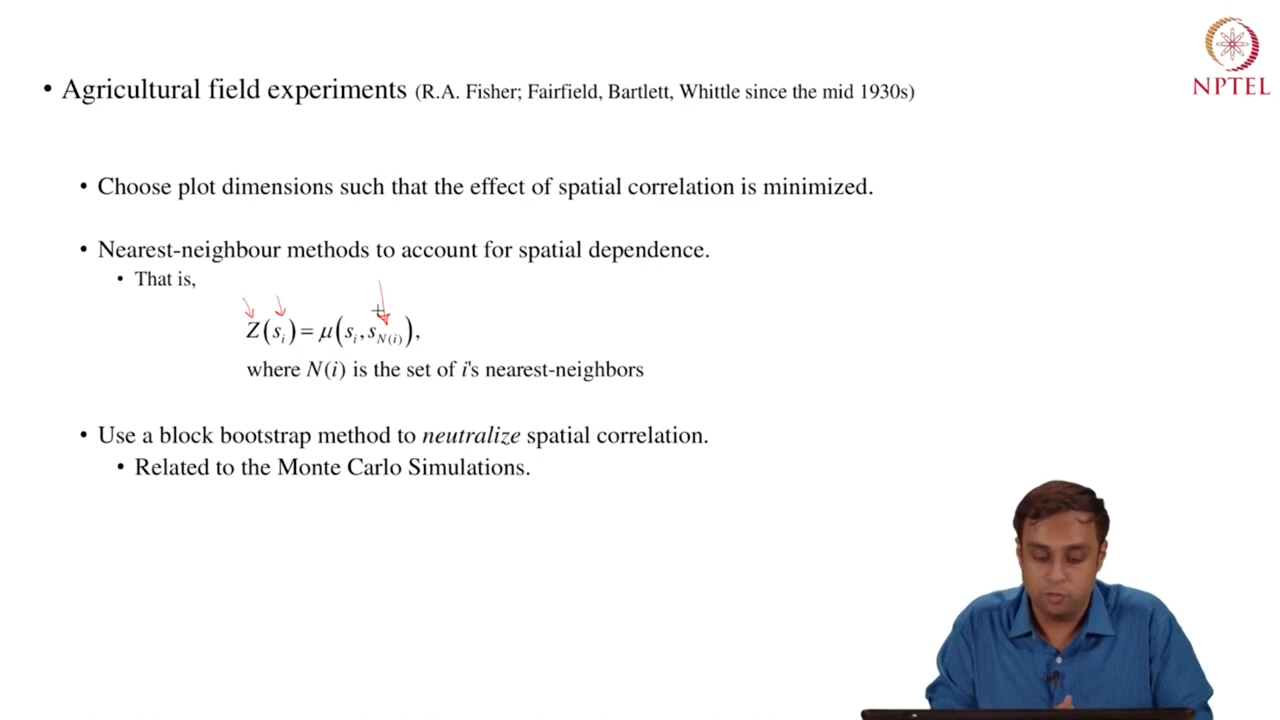 NPTEL
• Agricultural field experiments (R.A. Fisher; Fairfield, Bartlett, Whittle since the mid 1930s)
• Choose plot dimensions such that the effect of spatial correlation is minimized.
• Nearest-neighbour methods to account for spatial dependence.
• That is,
Z(s_i) = μ(s_i, s_N(i)),
where N(i) is the set of i's nearest-neighbors
• Use a block bootstrap method to neutralize spatial correlation.
• Related to the Monte Carlo Simulations.